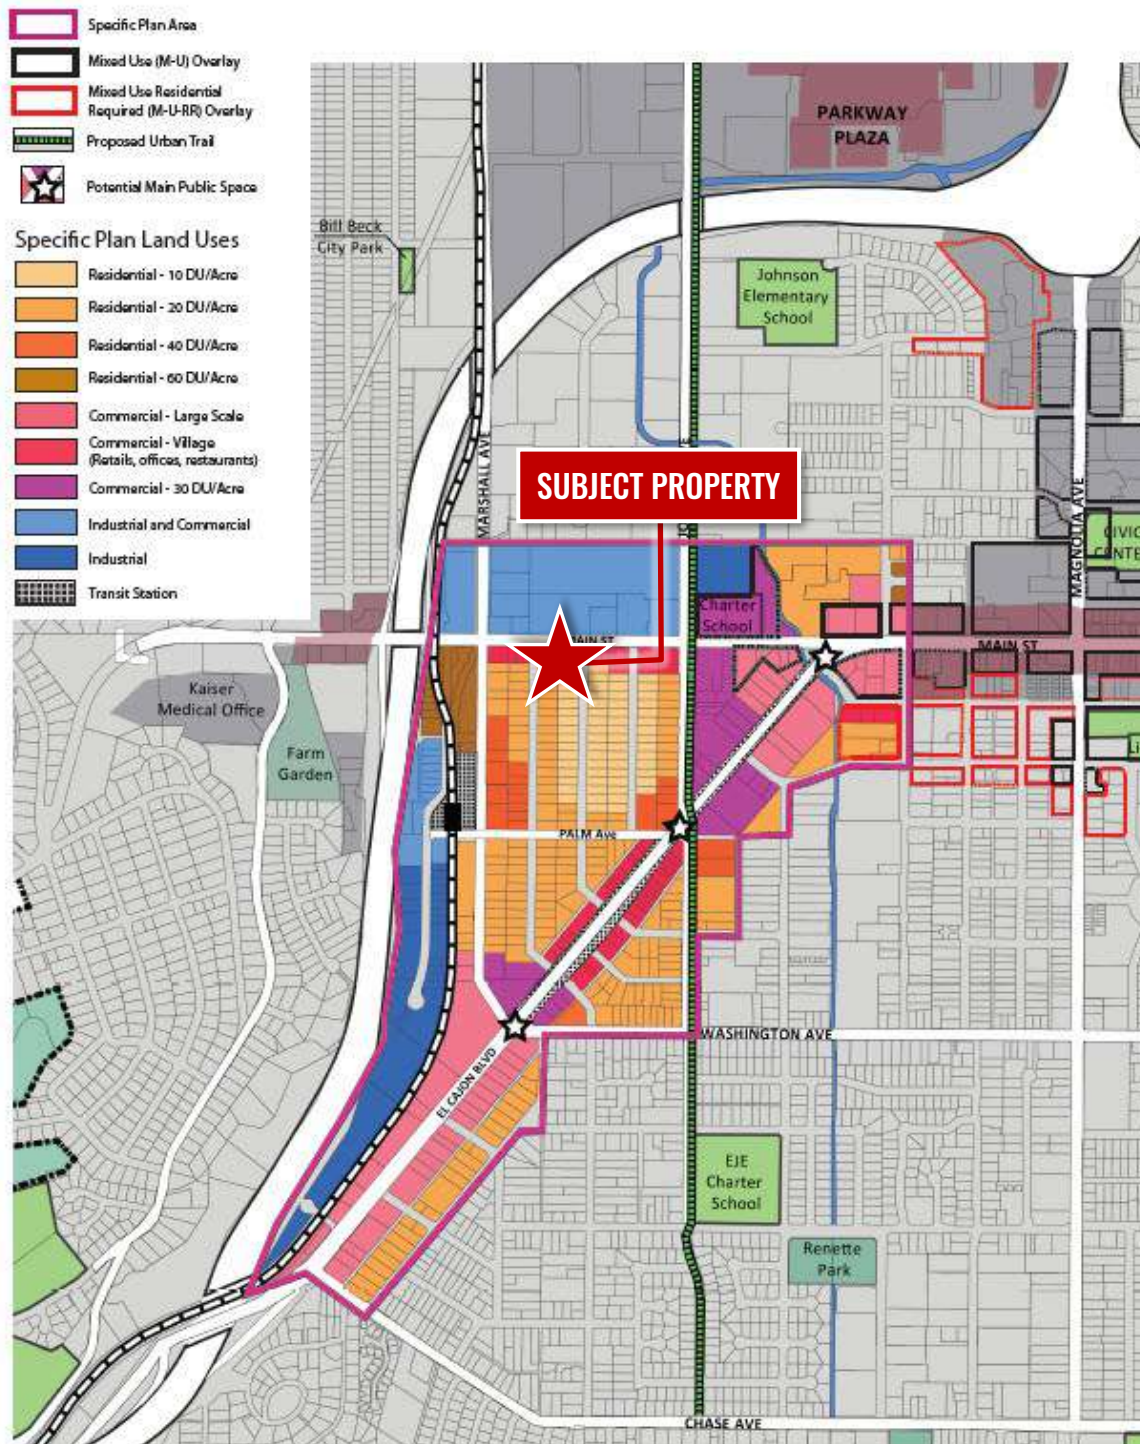 Specific Plan Area
Mixed Use (M-U) Overlay
Mixed Use Residential
Required (M-U-RR) Overlay
Proposed Urban Trail
Potential Main Public Space
Specific Plan Land Uses
Residential - 10 DU/Acre
Residential - 20 DU/Acre
Residential - 40 DU/Acre
Residential - 60 DU/Acre
Commercial - Large Scale
Commercial - Village
(Retails, offices, restaurants)
Commercial - 30 DU/Acre
Industrial and Commercial
Industrial
Transit Station
PARKWAY
PLAZA
Bill Beck
City Park
Johnson
Elementary
School
MARSHALL AVE
SUBJECT PROPERTY
MAGNOLIA AVE
CIVIC
CENTE
Charter
School
MAIN ST
MAIN ST
Kaiser
Medical Office
Farm
Garden
PALM Ave
WASHINGTON AVE
EL CAJON BLVD
EJE
Charter
School
Renette
Park
CHASE AVE